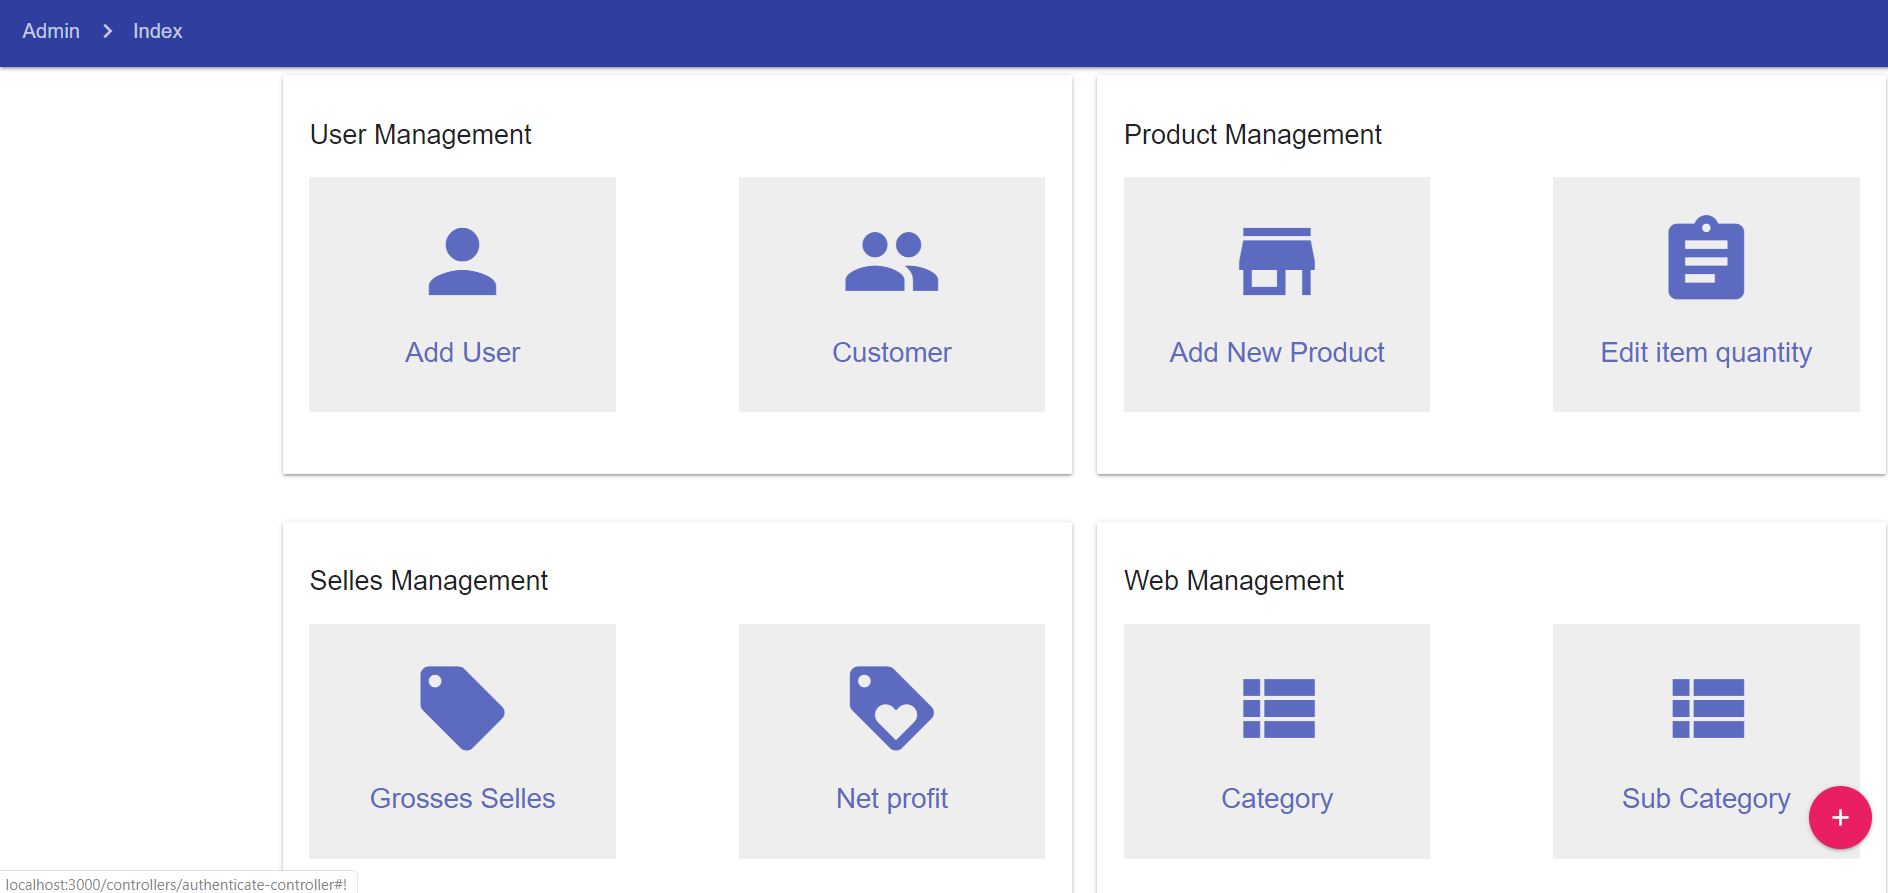 Admin > Index
User Management
Product Management
Add User
Customer
Add New Product
Edit item quantity
Selles Management
Web Management
Grosses Selles
Net profit
Category
Sub Category
+
localhost:3000/controllers/authenticate-controller#!